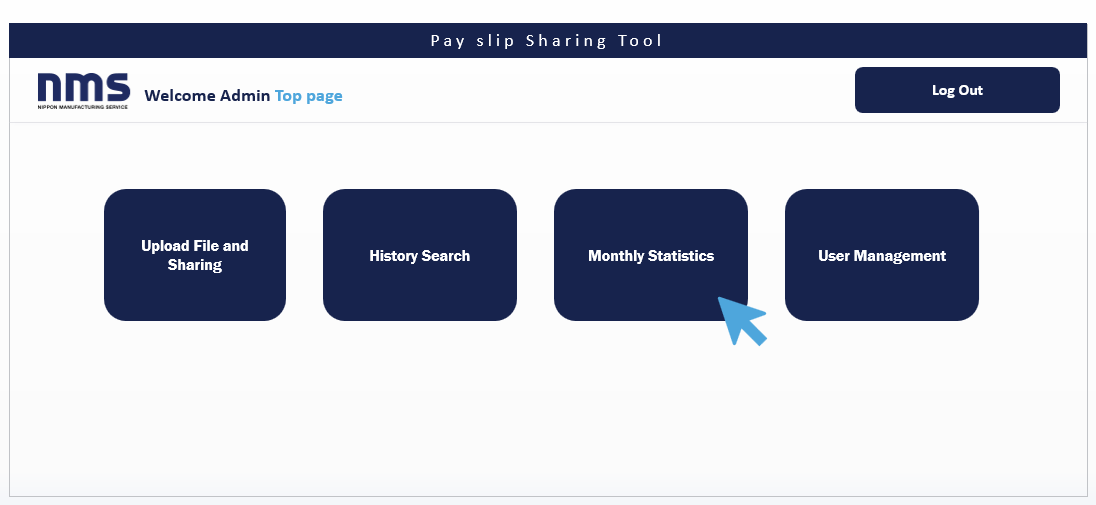 Pay slip Sharing Tool
nms
NIPPON MANUFACTURING SERVICE
Welcome Admin Top page
Log Out
Upload File and
Sharing
History Search
Monthly Statistics
User Management